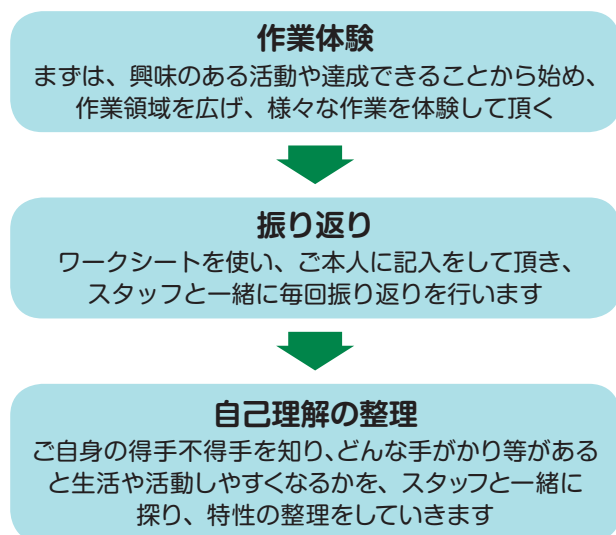 作業体験
まずは、興味のある活動や達成できることから始め、
作業領域を広げ、様々な作業を体験して頂く
振り返り
ワークシートを使い、ご本人に記入をして頂き、
スタッフと一緒に毎回振り返りを行います
自己理解の整理
ご自身の得手不得手を知り、どんな手がかり等がある
と生活や活動しやすくなるかを、スタッフと一緒に
探り、特性の整理をしていきます